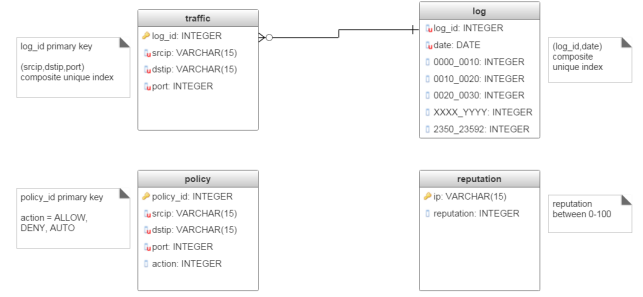 traffic
log_id: INTEGER
srcip: VARCHAR(15)
dstip: VARCHAR(15)
port: INTEGER
log_id primary key
(srcip,dstip,port)
composite unique index
log
log_id: INTEGER
date: DATE
0000_0010: INTEGER
0010_0020: INTEGER
0020_0030: INTEGER
XXXX_YYYY: INTEGER
2350_23592: INTEGER
(log_id,date)
composite
unique index
policy
policy_id: INTEGER
srcip: VARCHAR(15)
dstip: VARCHAR(15)
port: INTEGER
action: INTEGER
policy_id primary key
action = ALLOW,
DENY, AUTO
reputation
ip: VARCHAR(15)
reputation: INTEGER
reputation
between 0-100